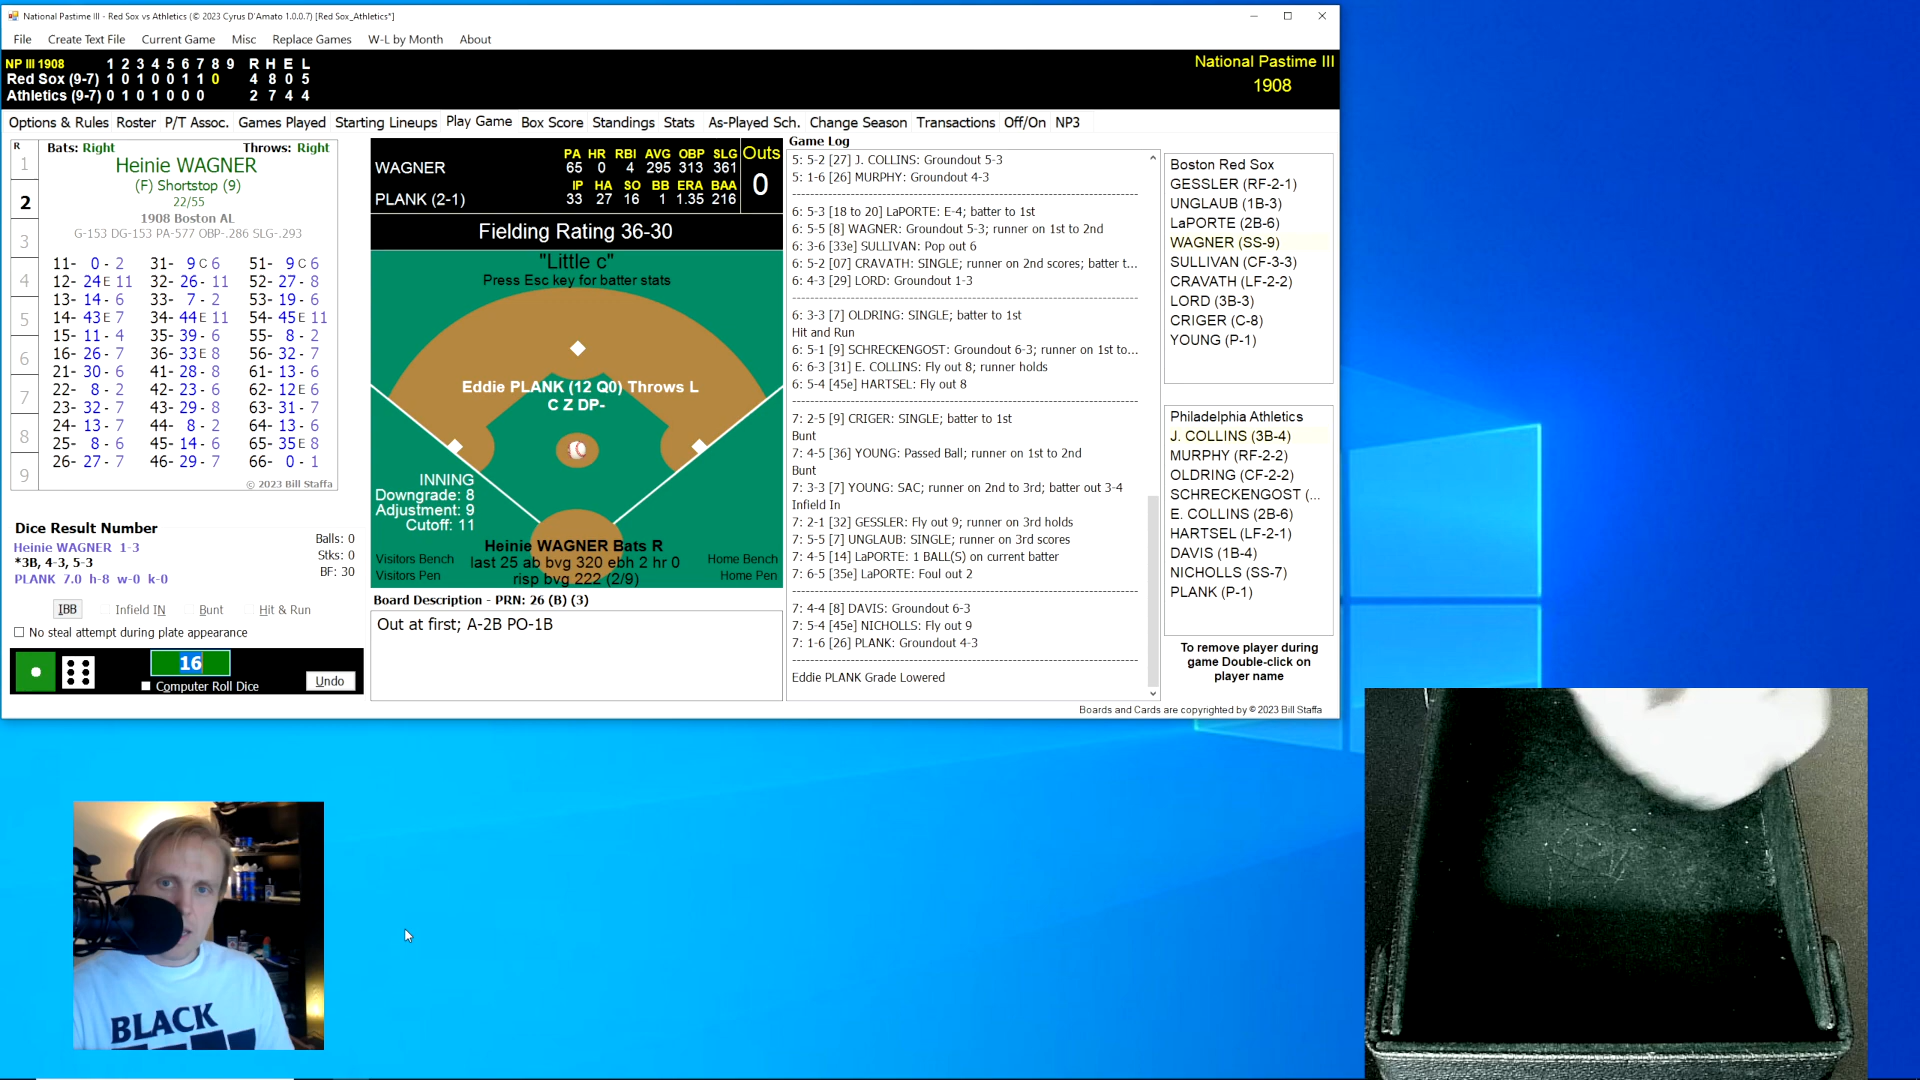 National Pastime III - Red Sox vs Athletics (© 2023 Cyrus D'Amato 1.0.0.7) [Red Sox_Athletics*]
File Create Text File Current Game Misc Replace Games W-L by Month About
NP III 1908 1 2 3 4 5 6 7 8 9 R H E L
Red Sox (9-7) 1 0 1 0 0 1 1 0 4 8 0 5
Athletics (9-7) 0 1 0 1 0 0 0 2 7 4 4
National Pastime III
1908
Options & Rules Roster P/T Assoc. Games Played Starting Lineups Play Game Box Score Standings Stats As-Played Sch. Change Season Transactions Off/On NP3
R
1
2
3
4
5
6
7
8
9
Bats: Right Throws: Right
Heinie WAGNER
(F) Shortstop (9)
22/55
1908 Boston AL
G-153 DG-153 PA-577 OBP-.286 SLG-.293
11- 0 - 2 31- 9 C 6 51- 9 C 6
12- 24 E 11 32- 26 - 11 52- 27 - 8
13- 14 - 6 33- 7 - 2 53- 19 - 6
14- 43 E 7 34- 44 E 11 54- 45 E 11
15- 11 - 4 35- 39 - 6 55- 8 - 2
16- 26 - 7 36- 33 E 8 56- 32 - 7
21- 30 - 6 41- 28 - 8 61- 13 - 6
22- 8 - 2 42- 23 - 6 62- 12 E 6
23- 32 - 7 43- 29 - 8 63- 31 - 7
24- 13 - 7 44- 8 - 2 64- 13 - 6
25- 8 - 6 45- 14 - 6 65- 35 E 8
26- 27 - 7 46- 29 - 7 66- 0 - 1
© 2023 Bill Staffa
Dice Result Number
Heinie WAGNER 1-3
*3B, 4-3, 5-3
PLANK 7.0 h-8 w-0 k-0
Balls: 0
Stks: 0
BF: 30
IBB Infield IN Bunt Hit & Run
No steal attempt during plate appearance
16
Computer Roll Dice
Undo
PA HR RBI AVG OBP SLG
WAGNER 65 0 4 295 313 361
IP HA SO BB ERA BAA
PLANK (2-1) 33 27 16 1 1.35 216
Outs
0
Fielding Rating 36-30
"Little c"
Press Esc key for batter stats
Eddie PLANK (12 Q0) Throws L
C Z DP-
INNING
Downgrade: 8
Adjustment: 9
Cutoff: 11
Heinie WAGNER Bats R
last 25 ab bvg 320 ebh 2 hr 0
risp bvg 222 (2/9)
Visitors Bench
Visitors Pen
Home Bench
Home Pen
Board Description - PRN: 26 (B) (3)
Out at first; A-2B PO-1B
Game Log
5: 5-2 [27] J. COLLINS: Groundout 5-3
5: 1-6 [26] MURPHY: Groundout 4-3
6: 5-3 [18 to 20] LaPORTE: E-4; batter to 1st
6: 5-5 [8] WAGNER: Groundout 5-3; runner on 1st to 2nd
6: 3-6 [33e] SULLIVAN: Pop out 6
6: 5-2 [07] CRAVATH: SINGLE; runner on 2nd scores; batter t...
6: 4-3 [29] LORD: Groundout 1-3
6: 3-3 [7] OLDRING: SINGLE; batter to 1st
Hit and Run
6: 5-1 [9] SCHRECKENGOST: Groundout 6-3; runner on 1st to...
6: 6-3 [31] E. COLLINS: Fly out 8; runner holds
6: 5-4 [45e] HARTSEL: Fly out 8
7: 2-5 [9] CRIGER: SINGLE; batter to 1st
Bunt
7: 4-5 [36] YOUNG: Passed Ball; runner on 1st to 2nd
Bunt
7: 3-3 [7] YOUNG: SAC; runner on 2nd to 3rd; batter out 3-4
Infield In
7: 2-1 [32] GESSLER: Fly out 9; runner on 3rd holds
7: 5-5 [7] UNGLAUB: SINGLE; runner on 3rd scores
7: 4-5 [14] LaPORTE: 1 BALL(S) on current batter
7: 6-5 [35e] LaPORTE: Foul out 2
7: 4-4 [8] DAVIS: Groundout 6-3
7: 5-4 [45e] NICHOLLS: Fly out 9
7: 1-6 [26] PLANK: Groundout 4-3
Eddie PLANK Grade Lowered
Boston Red Sox
GESSLER (RF-2-1)
UNGLAUB (1B-3)
LaPORTE (2B-6)
WAGNER (SS-9)
SULLIVAN (CF-3-3)
CRAVATH (LF-2-2)
LORD (3B-3)
CRIGER (C-8)
YOUNG (P-1)
Philadelphia Athletics
J. COLLINS (3B-4)
MURPHY (RF-2-2)
OLDRING (CF-2-2)
SCHRECKENGOST (...
E. COLLINS (2B-6)
HARTSEL (LF-2-1)
DAVIS (1B-4)
NICHOLLS (SS-7)
PLANK (P-1)
To remove player during
game Double-click on
player name
Boards and Cards are copyrighted by © 2023 Bill Staffa
BLACK